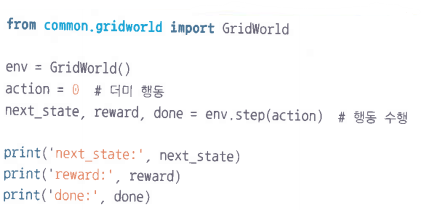 from common.gridworld import GridWorld
env = GridWorld()
action = 0 # 더미 행동
next_state, reward, done = env.step(action) # 행동 수행
print('next_state:', next_state)
print('reward:', reward)
print('done:', done)